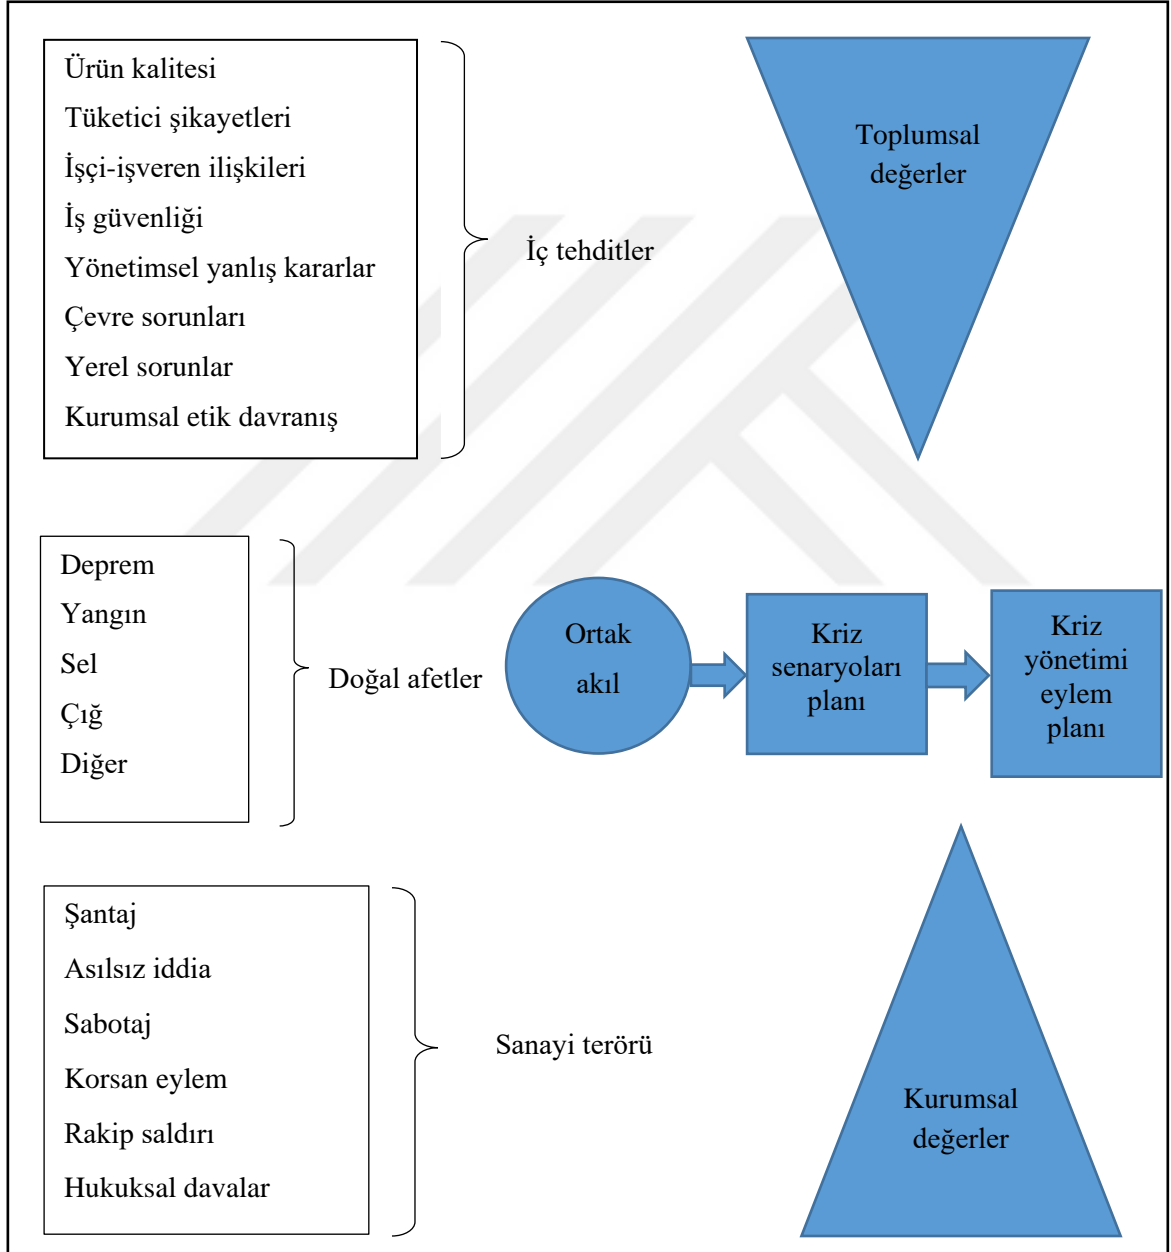 Ürün kalitesi
Tüketici şikayetleri
İşçi-işveren ilişkileri
İş güvenliği
Yönetimsel yanlış kararlar
Çevre sorunları
Yerel sorunlar
Kurumsal etik davranış
İç tehditler
Toplumsal
değerler
Deprem
Yangın
Sel
Çığ
Diğer
Doğal afetler
Ortak
akıl
Kriz
senaryoları
planı
Kriz
yönetimi
eylem
planı
Şantaj
Asılsız iddia
Sabotaj
Korsan eylem
Rakip saldırı
Hukuksal davalar
Sanayi terörü
Kurumsal
değerler